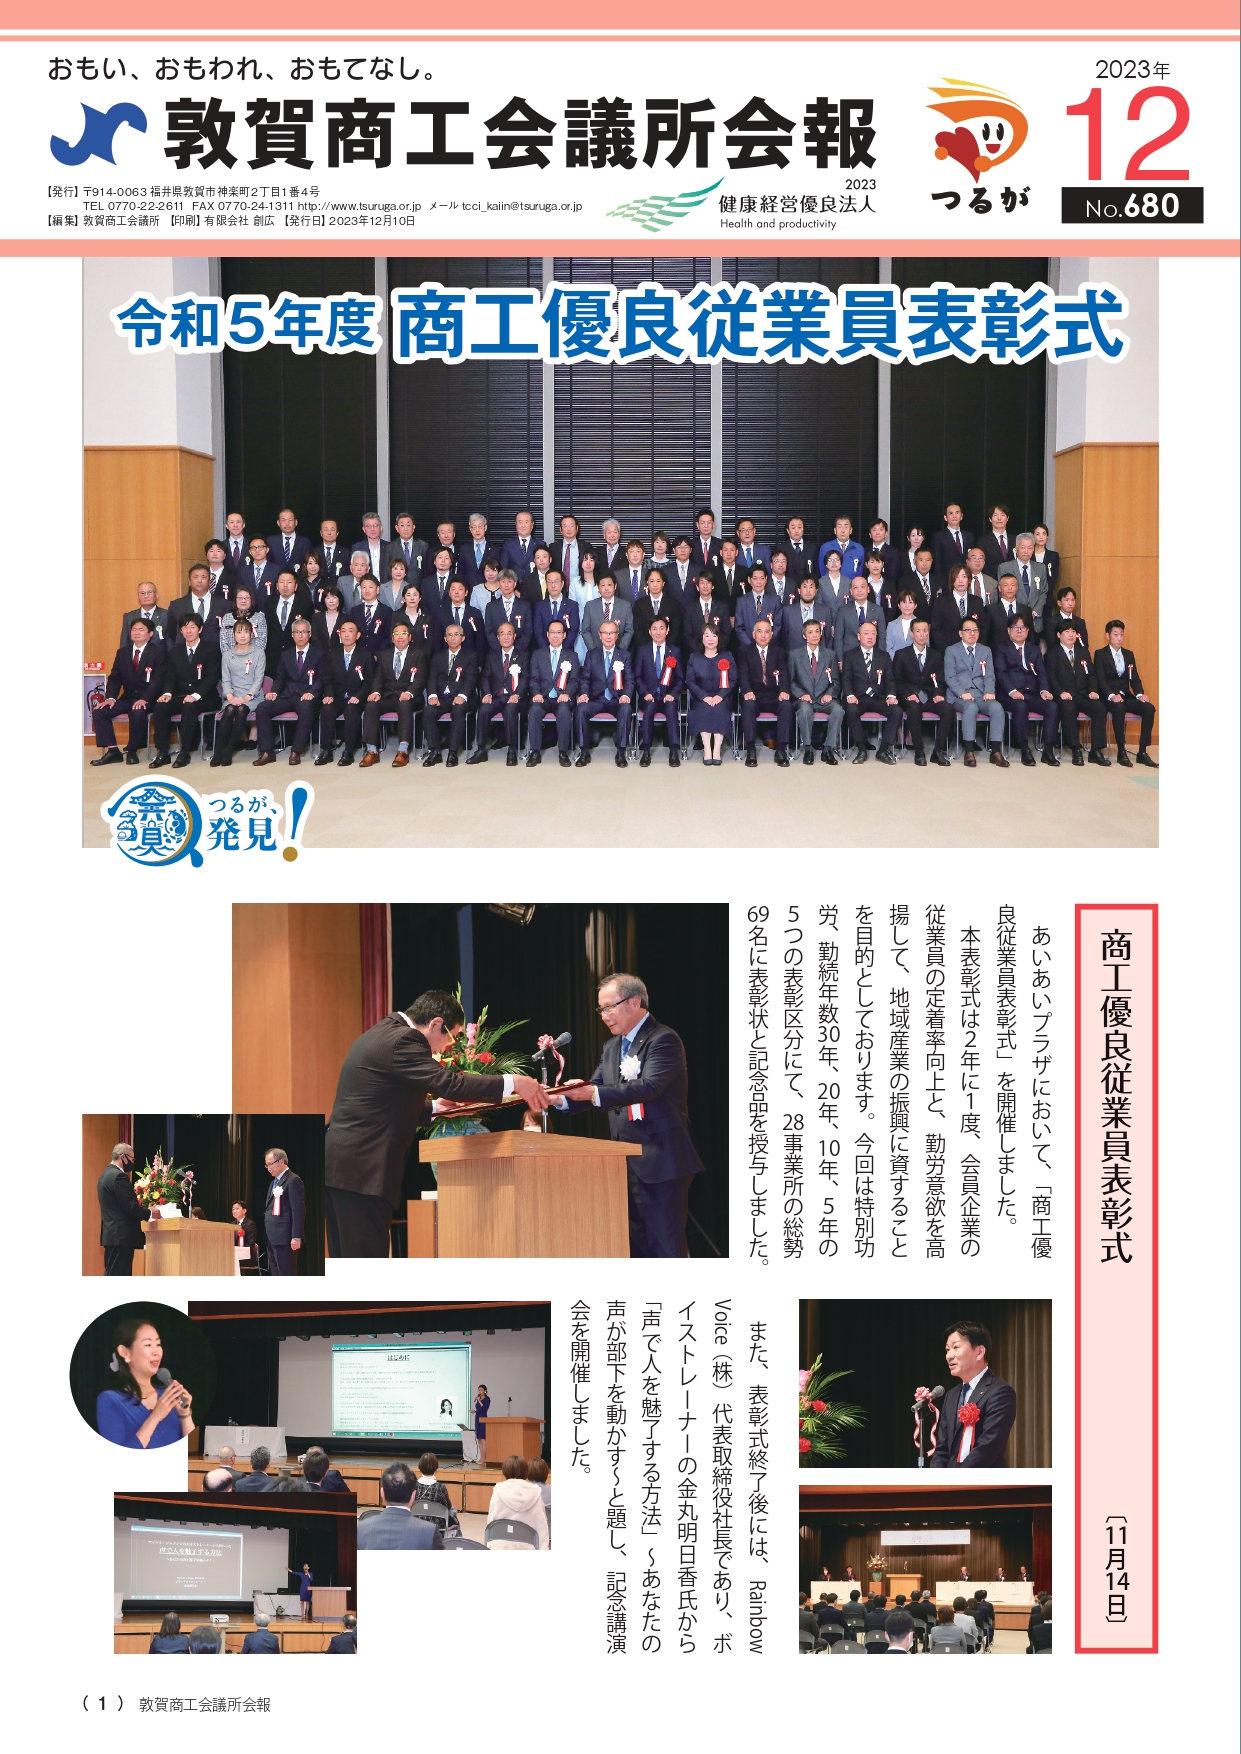 おもい、おもわれ、おもてなし。
敦賀商工会議所会報
【発行】〒914-0063 福井県敦賀市神楽町2丁目1番4号
TEL 0770-22-2611 FAX 0770-24-1311 http://www.tsuruga.or.jp メール tcci_kaiin@tsuruga.or.jp
【編集】敦賀商工会議所 【印刷】有限会社 創広 【発行日】2023年12月10日
2023
健康経営優良法人
Health and productivity
つるが
2023年
12
No.680
令和5年度 商工優良従業員表彰式
つるが、
発見!
商工優良従業員表彰式 〔11月14日〕
あいあいプラザにおいて、「商工優
良従業員表彰式」を開催しました。
本表彰式は2年に1度、会員企業の
従業員の定着率向上と、勤労意欲を高
揚して、地域産業の振興に資すること
を目的としております。今回は特別功
労、勤続年数30年、20年、10年、5年の
5つの表彰区分にて、28事業所の総勢
69名に表彰状と記念品を授与しました。
また、表彰式終了後には、Rainbow
Voice(株)代表取締役社長であり、ボ
イストレーナーの金丸明日香氏から
「声で人を魅了する方法」~あなたの
声が部下を動かす~と題し、記念講演
会を開催しました。
はじめに
声で人を魅了する方法
(1) 敦賀商工会議所会報